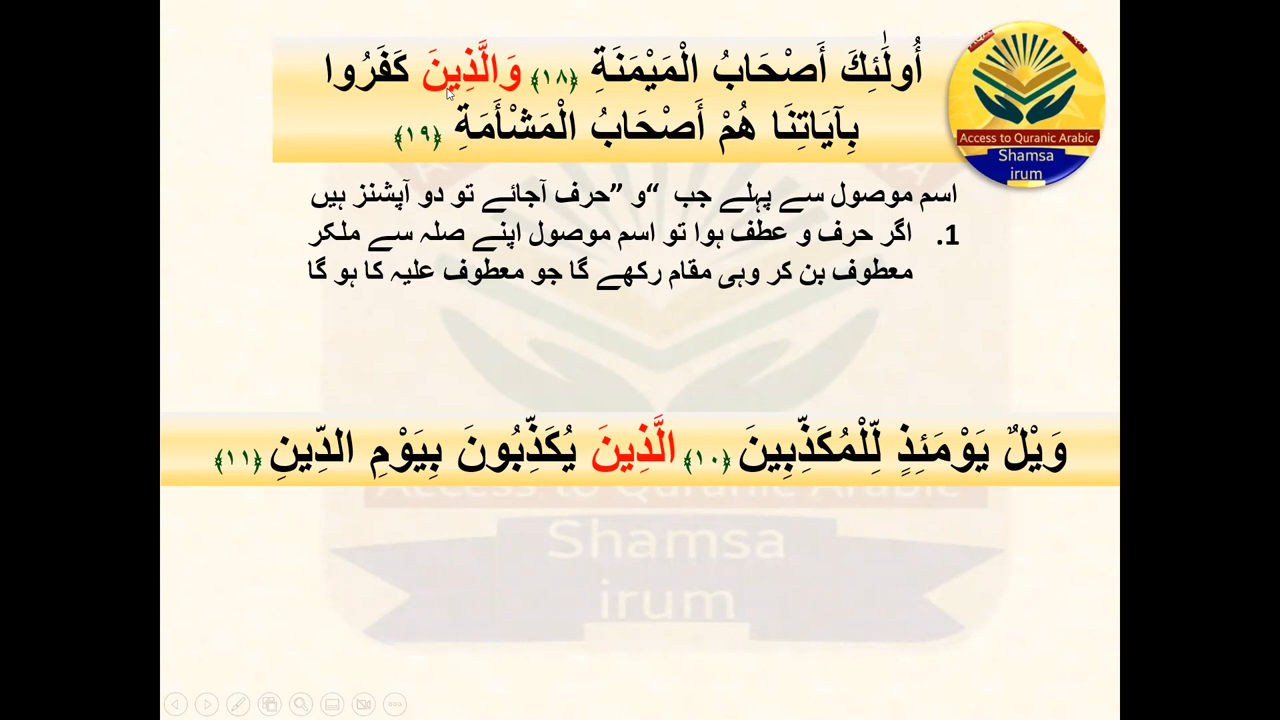 أُولَٰئِكَ أَصْحَابُ الْمَيْمَنَةِ ﴿١٨﴾ وَالَّذِينَ كَفَرُوا
بِآيَاتِنَا هُمْ أَصْحَابُ الْمَشْأَمَةِ ﴿١٩﴾
Access to Quranic Arabic
Shamsa
irum
اسم موصول سے پہلے جب “و ”حرف آجائے تو دو آپشنز ہیں
1. اگر حرف و عطف ہوا تو اسم موصول اپنے صلہ سے ملکر
معطوف بن کر وہی مقام رکھے گا جو معطوف علیہ کا ہو گا
وَيْلٌ يَوْمَئِذٍ لِّلْمُكَذِّبِينَ ﴿١٠﴾ الَّذِينَ يُكَذِّبُونَ بِيَوْمِ الدِّينِ ﴿١١﴾
Access to Quranic Arabic
Shamsa
irum